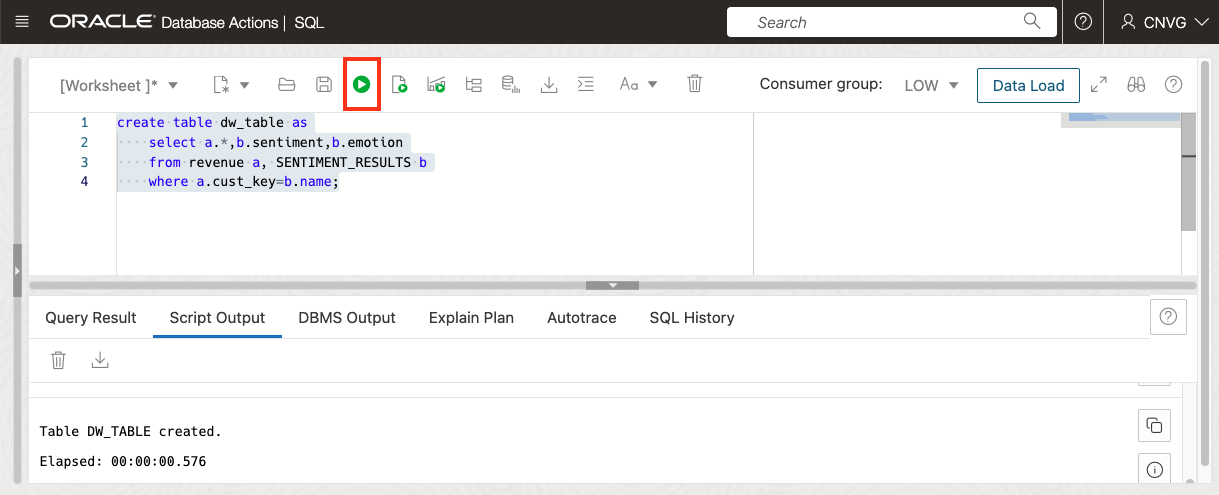 ORACLE Database Actions | SQL
Search
CNVG
[Worksheet ]*
Aa
Consumer group: LOW
Data Load
1 create table dw_table as
2 select a.*,b.sentiment,b.emotion
3 from revenue a, SENTIMENT_RESULTS b
4 where a.cust_key=b.name;
Query Result Script Output DBMS Output Explain Plan Autotrace SQL History
Table DW_TABLE created.
Elapsed: 00:00:00.576